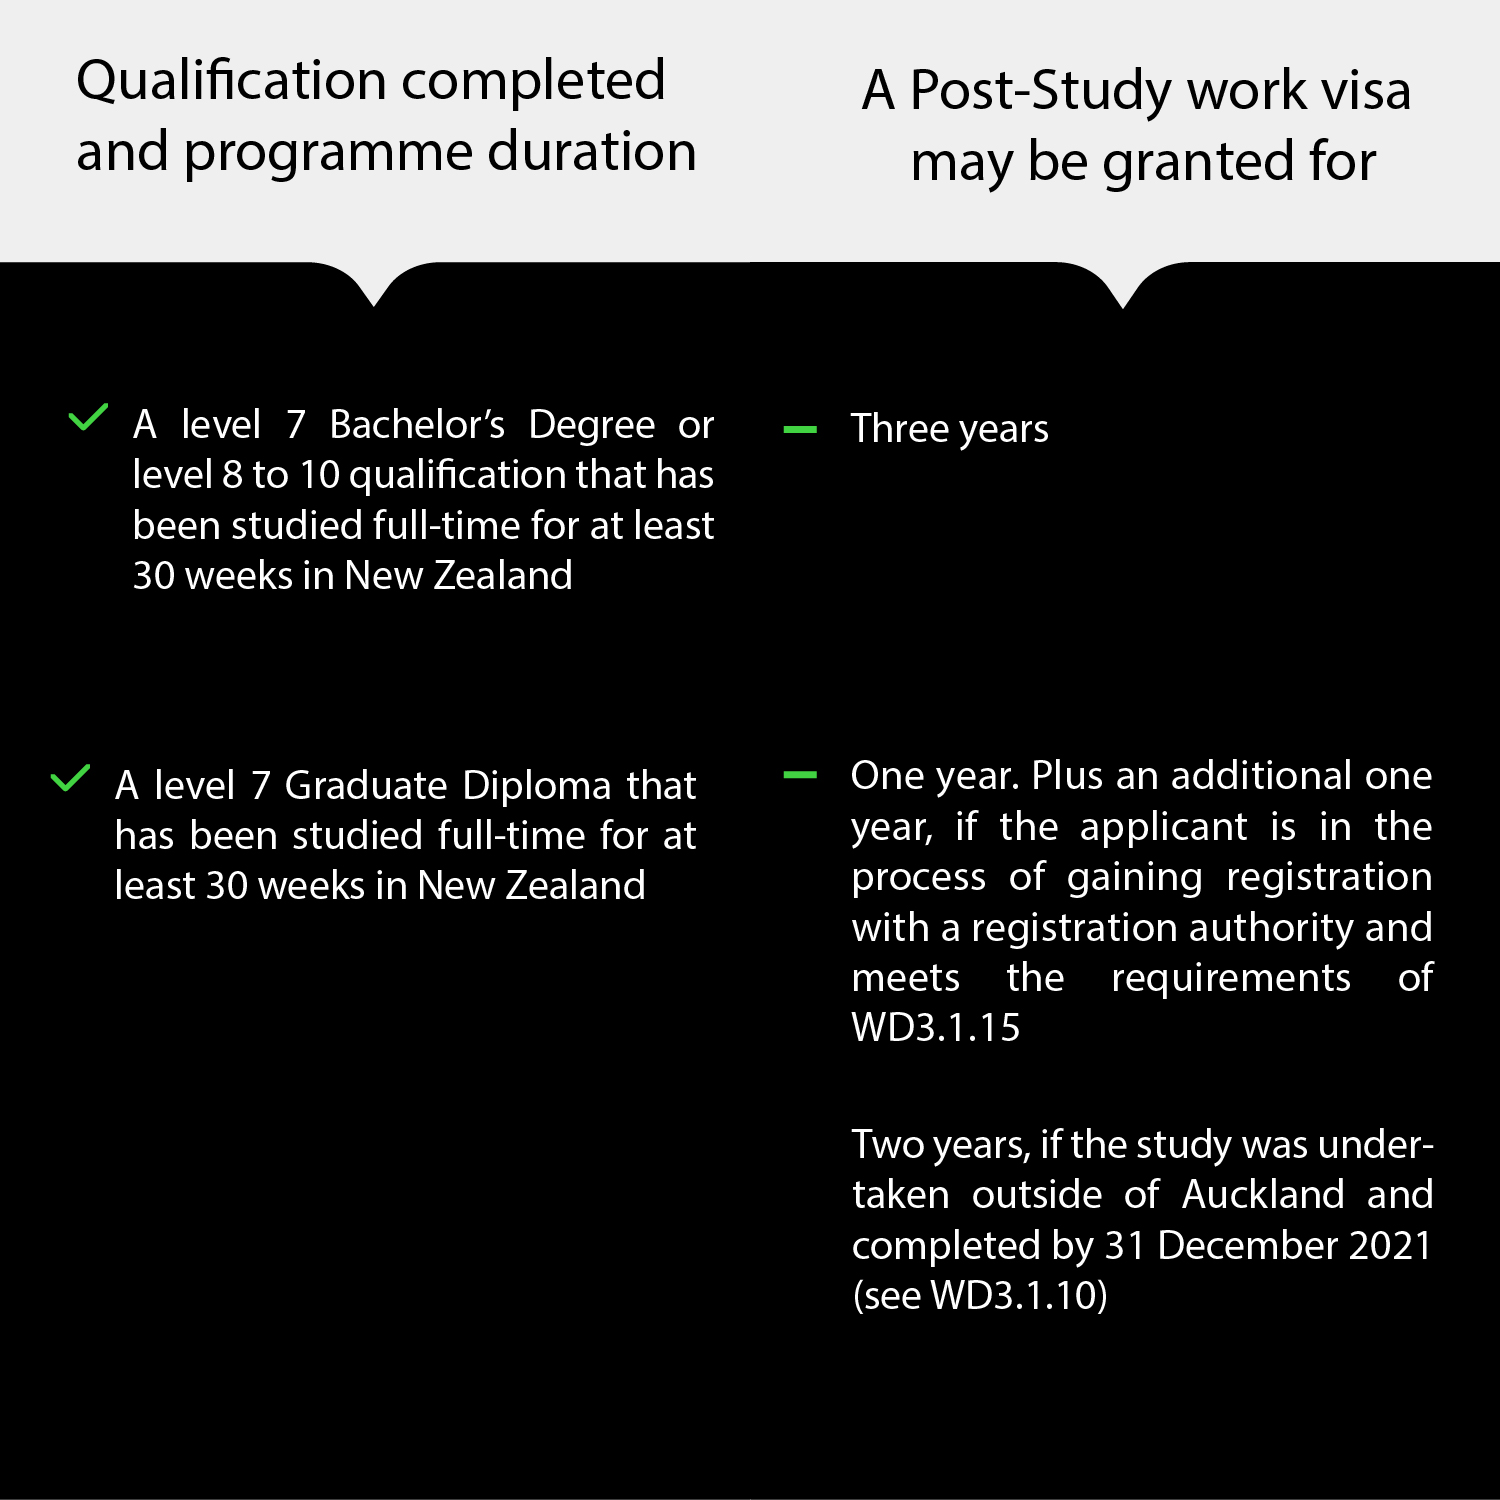 Qualification completed
and programme duration
A Post-Study work visa
may be granted for
A level 7 Bachelor’s Degree or
level 8 to 10 qualification that has
been studied full-time for at least
30 weeks in New Zealand
Three years
A level 7 Graduate Diploma that
has been studied full-time for at
least 30 weeks in New Zealand
One year. Plus an additional one
year, if the applicant is in the
process of gaining registration
with a registration authority and
meets the requirements of
WD3.1.15
Two years, if the study was under-
taken outside of Auckland and
completed by 31 December 2021
(see WD3.1.10)